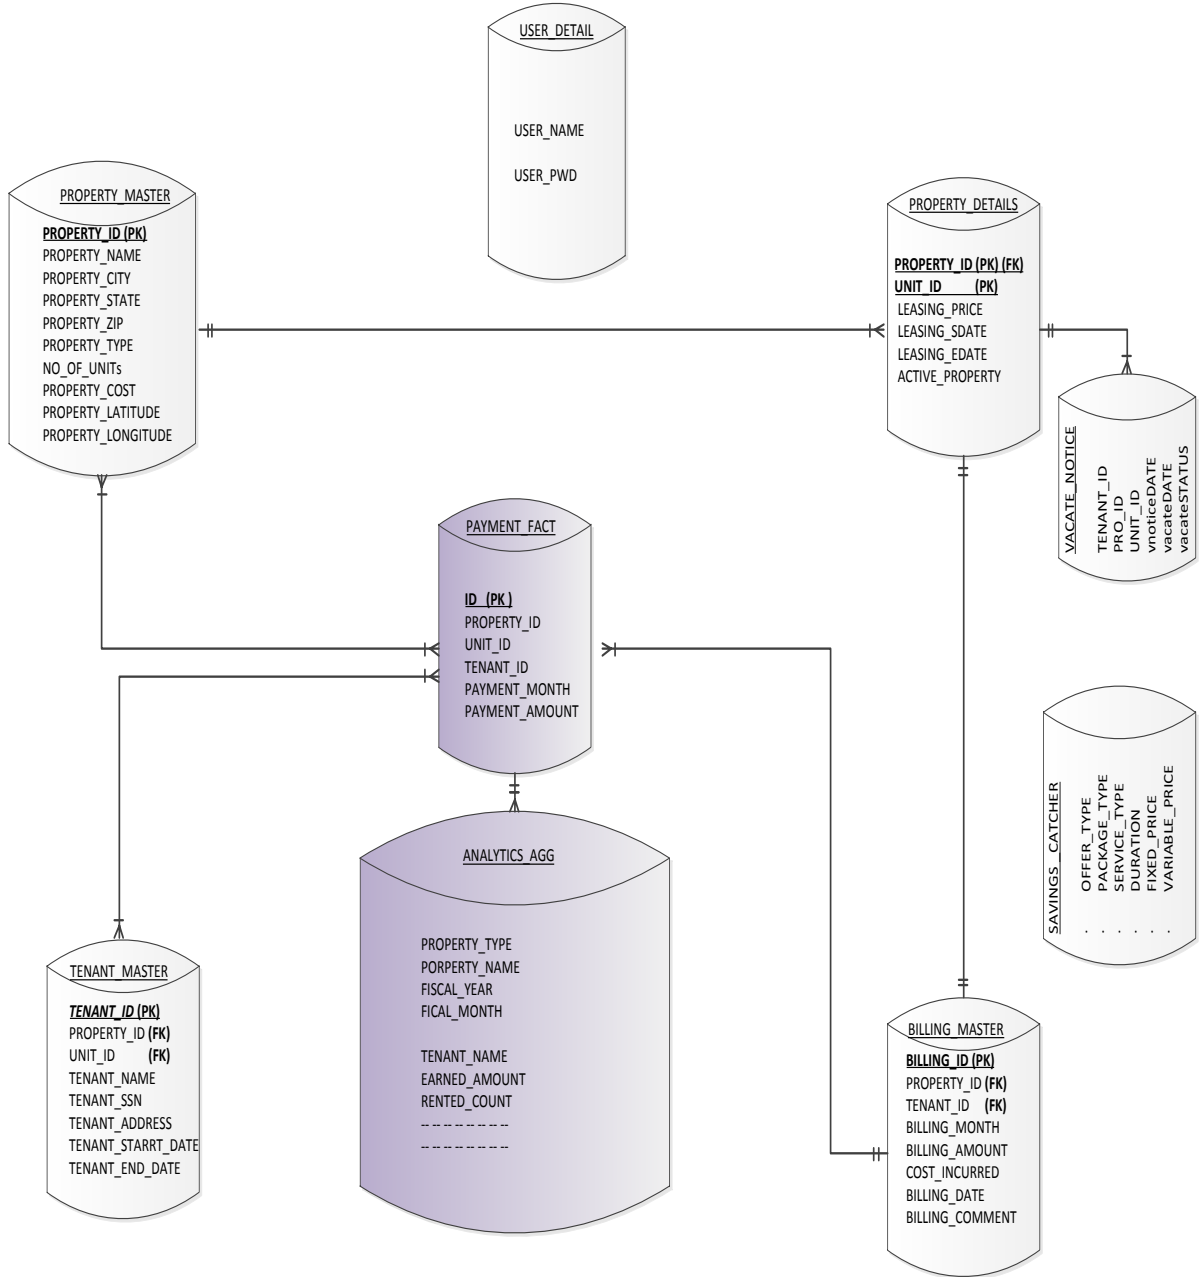 USER_DETAIL
USER_NAME
USER_PWD
PROPERTY_MASTER
PROPERTY_ID (PK)
PROPERTY_NAME
PROPERTY_CITY
PROPERTY_STATE
PROPERTY_ZIP
PROPERTY_TYPE
NO_OF_UNITs
PROPERTY_COST
PROPERTY_LATITUDE
PROPERTY_LONGITUDE
PROPERTY_DETAILS
PROPERTY_ID (PK) (FK)
UNIT_ID (PK)
LEASING_PRICE
LEASING_SDATE
LEASING_EDATE
ACTIVE_PROPERTY
VACATE_NOTICE
TENANT_ID
PRO_ID
UNIT_ID
vnoticeDATE
vacateDATE
vacateSTATUS
PAYMENT_FACT
ID (PK )
PROPERTY_ID
UNIT_ID
TENANT_ID
PAYMENT_MONTH
PAYMENT_AMOUNT
SAVINGS _CATCHER
. OFFER_TYPE
. PACKAGE_TYPE
. SERVICE_TYPE
. DURATION
. FIXED_PRICE
. VARIABLE_PRICE
ANALYTICS_AGG
PROPERTY_TYPE
PORPERTY_NAME
FISCAL_YEAR
FICAL_MONTH
TENANT_NAME
EARNED_AMOUNT
RENTED_COUNT
-- -- -- -- -- -- --
-- -- -- -- -- -- --
TENANT_MASTER
TENANT_ID (PK)
PROPERTY_ID (FK)
UNIT_ID (FK)
TENANT_NAME
TENANT_SSN
TENANT_ADDRESS
TENANT_STARRT_DATE
TENANT_END_DATE
BILLING_MASTER
BILLING_ID (PK)
PROPERTY_ID (FK)
TENANT_ID (FK)
BILLING_MONTH
BILLING_AMOUNT
COST_INCURRED
BILLING_DATE
BILLING_COMMENT